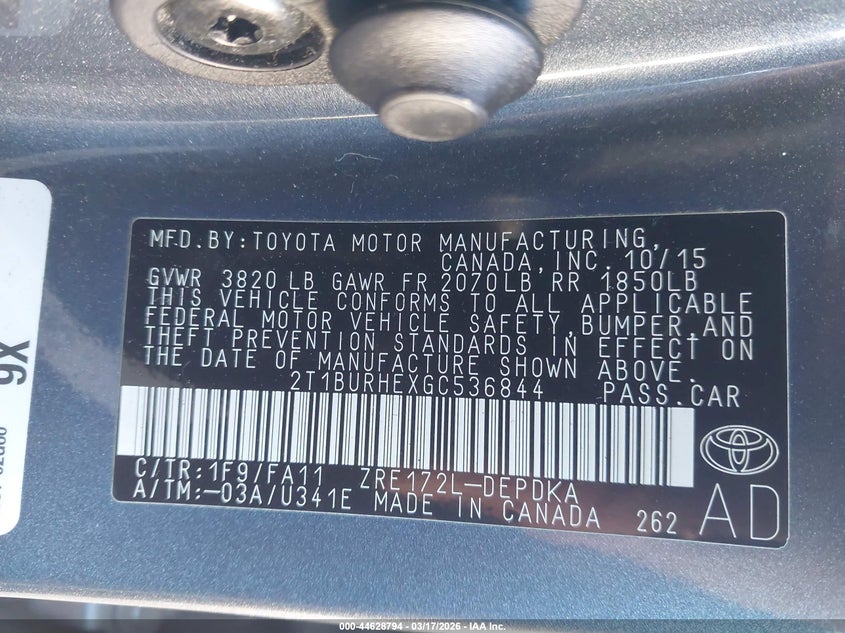 MFD.BY:TOYOTA MOTOR MANUFACTURING,
CANADA,INC. 10/15
GVWR 3820 LB GAWR FR 2070LB RR 1850LB
THIS VEHICLE CONFORMS TO ALL APPLICABLE
FEDERAL MOTOR VEHICLE SAFETY,BUMPER,AND
THEFT PREVENTION STANDARDS IN EFFECT ON
THE DATE OF MANUFACTURE SHOWN ABOVE.
2T1BURHEXGC536844 PASS.CAR
C/TR:1F9/FA11 ZRE172L-DEPDKA
A/TM:-03A/U341E MADE IN CANADA 262 AD
9X
000-44628794 - 03/17/2026 - IAA Inc.